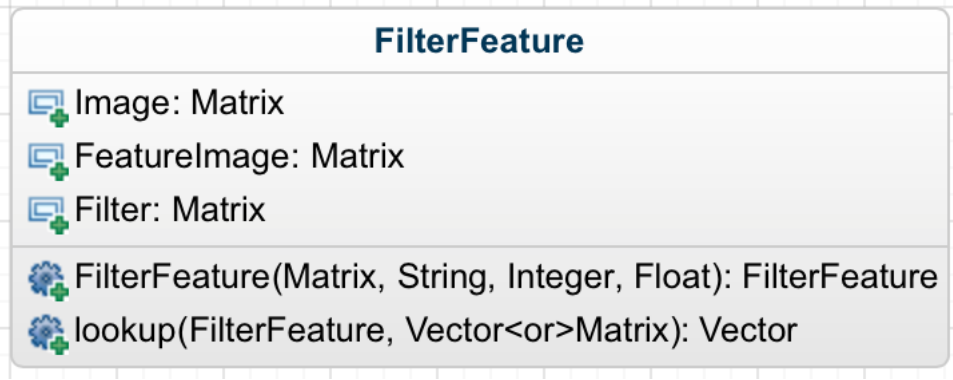 FilterFeature
Image: Matrix
FeatureImage: Matrix
Filter: Matrix
FilterFeature(Matrix, String, Integer, Float): FilterFeature
lookup(FilterFeature, Vector<or>Matrix): Vector